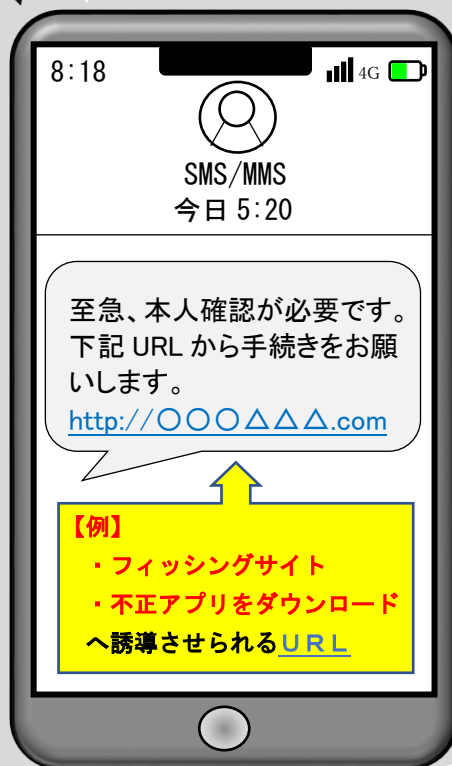 8:18 4G
SMS/MMS
今日 5:20
至急、本人確認が必要です。
下記 URL から手続きをお願
いします。
http://〇〇〇△△△.com
【例】
・フィッシングサイト
・不正アプリをダウンロード
へ誘導させられるＵＲＬ